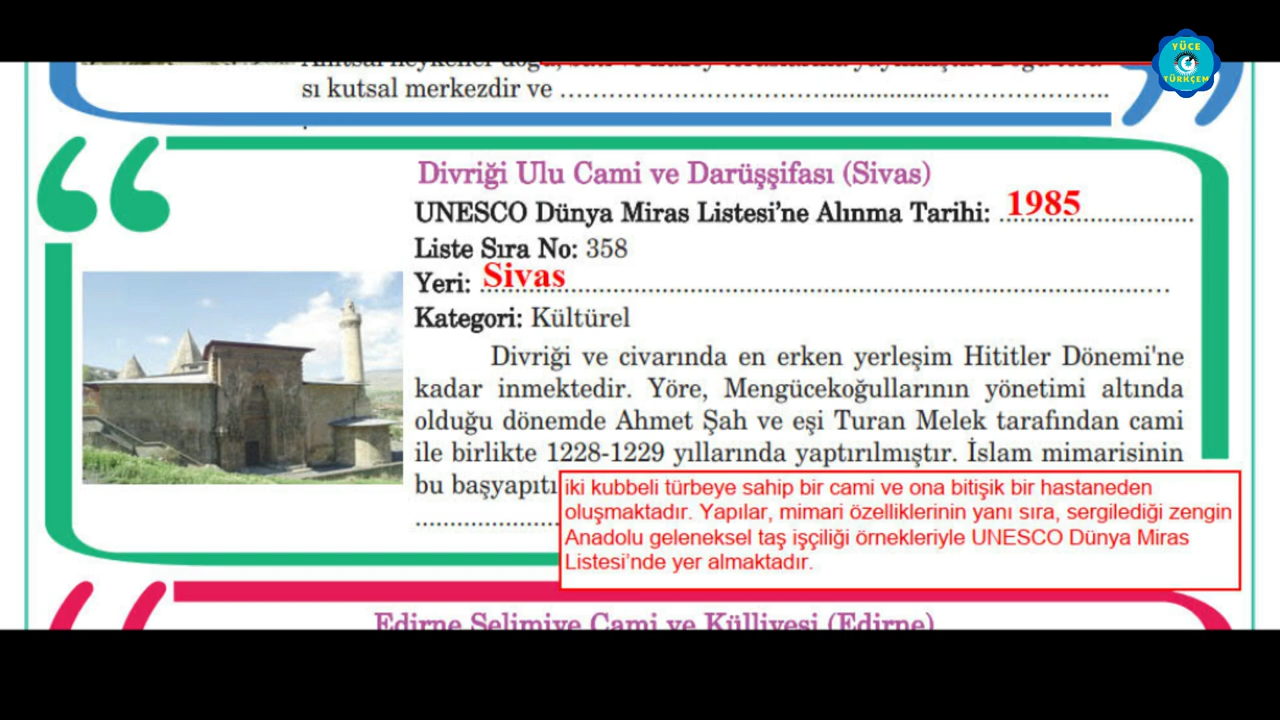 YÜCE
TÜRKÇEM
sı kutsal merkezdir ve ……………………………....................……………………..
Divriği Ulu Cami ve Darüşşifası (Sivas)
UNESCO Dünya Miras Listesi’ne Alınma Tarihi: 1985
Liste Sıra No: 358
Yeri: Sivas
Kategori: Kültürel
Divriği ve civarında en erken yerleşim Hititler Dönemi'ne
kadar inmektedir. Yöre, Mengücekoğullarının yönetimi altında
olduğu dönemde Ahmet Şah ve eşi Turan Melek tarafından cami
ile birlikte 1228-1229 yıllarında yaptırılmıştır. İslam mimarisinin
bu başyapıtı iki kubbeli türbeye sahip bir cami ve ona bitişik bir hastaneden
oluşmaktadır. Yapılar, mimari özelliklerinin yanı sıra, sergilediği zengin
Anadolu geleneksel taş işçiliği örnekleriyle UNESCO Dünya Miras
Listesi’nde yer almaktadır.
Edirne Selimiye Cami ve Külliyesi (Edirne)